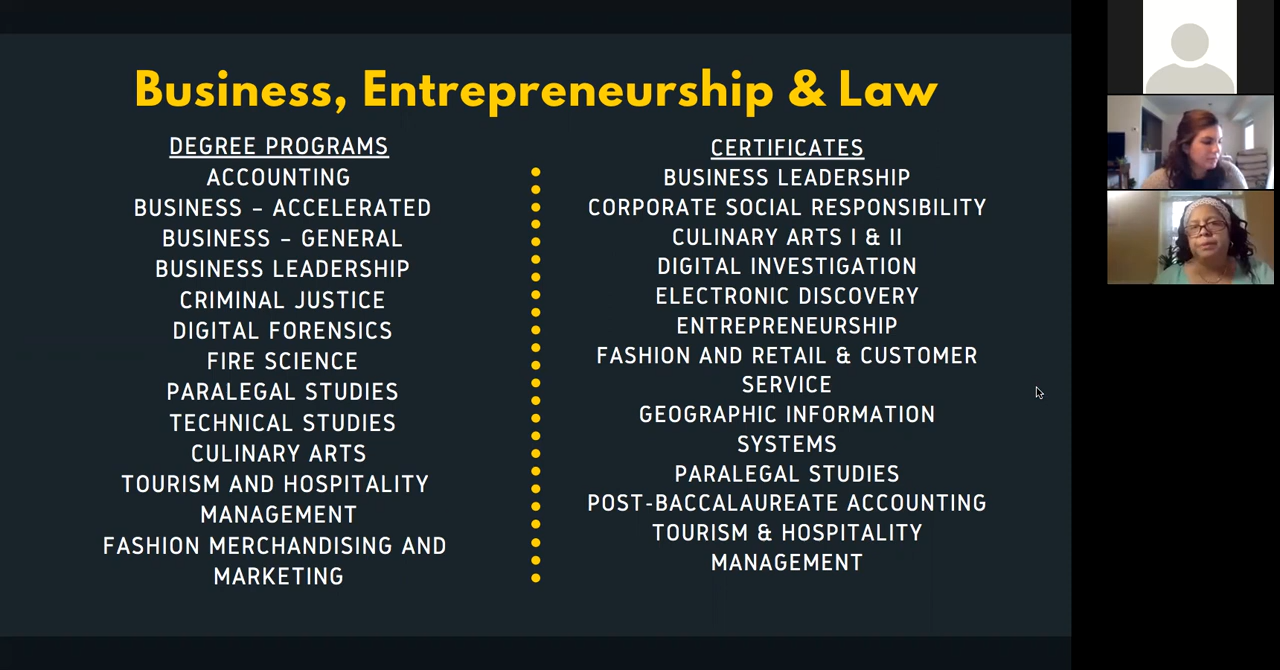 Business, Entrepreneurship & Law
DEGREE PROGRAMS
ACCOUNTING
BUSINESS – ACCELERATED
BUSINESS – GENERAL
BUSINESS LEADERSHIP
CRIMINAL JUSTICE
DIGITAL FORENSICS
FIRE SCIENCE
PARALEGAL STUDIES
TECHNICAL STUDIES
CULINARY ARTS
TOURISM AND HOSPITALITY
MANAGEMENT
FASHION MERCHANDISING AND
MARKETING
CERTIFICATES
BUSINESS LEADERSHIP
CORPORATE SOCIAL RESPONSIBILITY
CULINARY ARTS I & II
DIGITAL INVESTIGATION
ELECTRONIC DISCOVERY
ENTREPRENEURSHIP
FASHION AND RETAIL & CUSTOMER
SERVICE
GEOGRAPHIC INFORMATION
SYSTEMS
PARALEGAL STUDIES
POST-BACCALAUREATE ACCOUNTING
TOURISM & HOSPITALITY
MANAGEMENT